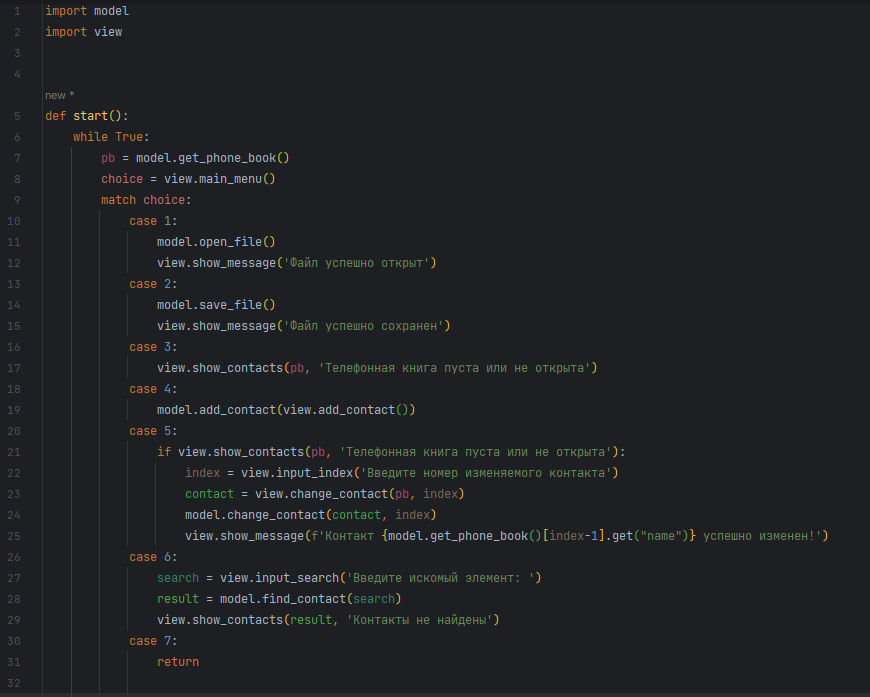 1 import model
2 import view
3
4
new *
5 def start():
6     while True:
7         pb = model.get_phone_book()
8         choice = view.main_menu()
9         match choice:
10             case 1:
11                 model.open_file()
12                 view.show_message('Файл успешно открыт')
13             case 2:
14                 model.save_file()
15                 view.show_message('Файл успешно сохранен')
16             case 3:
17                 view.show_contacts(pb, 'Телефонная книга пуста или не открыта')
18             case 4:
19                 model.add_contact(view.add_contact())
20             case 5:
21                 if view.show_contacts(pb, 'Телефонная книга пуста или не открыта'):
22                     index = view.input_index('Введите номер изменяемого контакта')
23                     contact = view.change_contact(pb, index)
24                     model.change_contact(contact, index)
25                     view.show_message(f'Контакт {model.get_phone_book()[index-1].get("name")} успешно изменен!')
26             case 6:
27                 search = view.input_search('Введите искомый элемент: ')
28                 result = model.find_contact(search)
29                 view.show_contacts(result, 'Контакты не найдены')
30             case 7:
31                 return
32